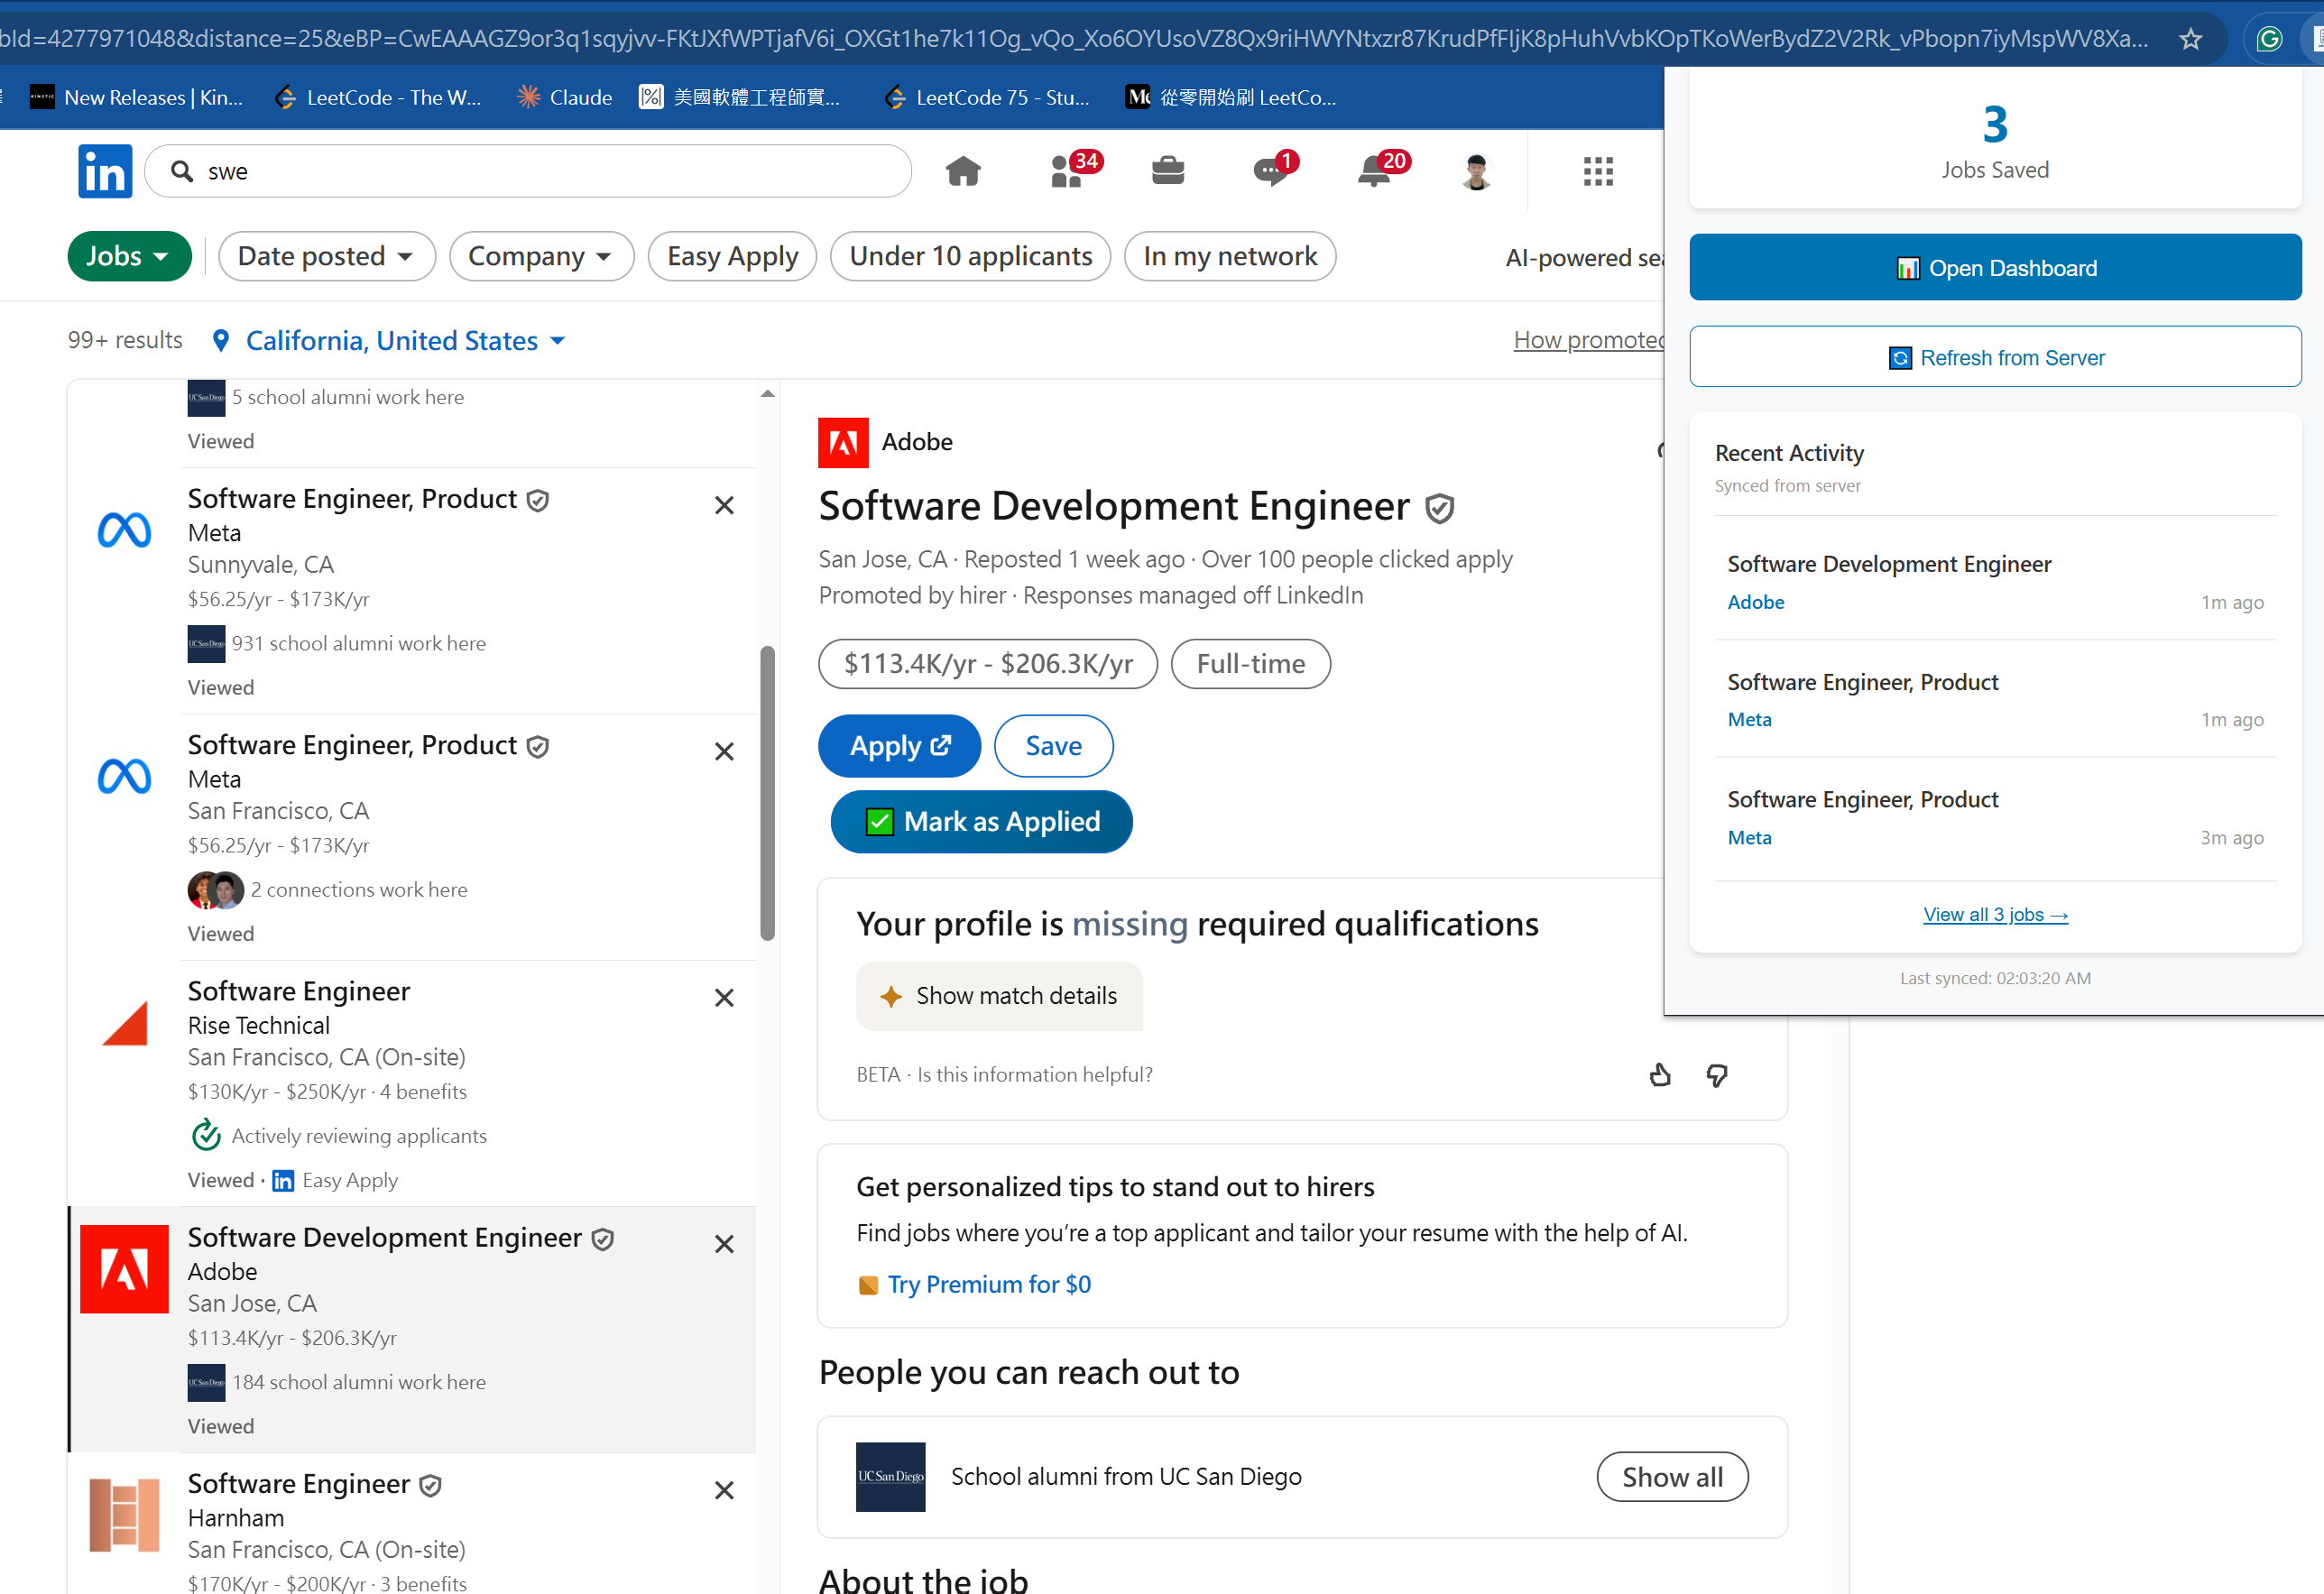 bId=4277971048&distance=25&eBP=CwEAAAGZ9or3q1sqyjvv-FKtJXfWPTjafV6i_OXGt1he7k11Og_vQo_Xo6OYUsoVZ8Qx9riHWYNtxzr87KrudPfFIjK8pHuhVvbKOpTKoWerBydZ2V2Rk_vPbopn7iyMspWV8Xa...
New Releases | Kin...
LeetCode - The W...
Claude
美國軟體工程師實...
LeetCode 75 - Stu...
從零開始刷 LeetCo...
in
swe
34
1
20
Jobs
Date posted
Company
Easy Apply
Under 10 applicants
In my network
AI-powered sea
99+ results
California, United States
How promoted
UC San Diego
5 school alumni work here
Viewed
Software Engineer, Product
Meta
Sunnyvale, CA
$56.25/yr - $173K/yr
UC San Diego
931 school alumni work here
Viewed
Software Engineer, Product
Meta
San Francisco, CA
$56.25/yr - $173K/yr
2 connections work here
Viewed
Software Engineer
Rise Technical
San Francisco, CA (On-site)
$130K/yr - $250K/yr · 4 benefits
Actively reviewing applicants
Viewed · in Easy Apply
Software Development Engineer
Adobe
San Jose, CA
$113.4K/yr - $206.3K/yr
UC San Diego
184 school alumni work here
Viewed
Software Engineer
Harnham
San Francisco, CA (On-site)
$170K/yr - $200K/yr · 3 benefits
Adobe
Software Development Engineer
San Jose, CA · Reposted 1 week ago · Over 100 people clicked apply
Promoted by hirer · Responses managed off LinkedIn
$113.4K/yr - $206.3K/yr
Full-time
Apply
Save
Mark as Applied
Your profile is missing required qualifications
Show match details
BETA · Is this information helpful?
Get personalized tips to stand out to hirers
Find jobs where you’re a top applicant and tailor your resume with the help of AI.
Try Premium for $0
People you can reach out to
UC San Diego
School alumni from UC San Diego
Show all
About the job
3
Jobs Saved
Open Dashboard
Refresh from Server
Recent Activity
Synced from server
Software Development Engineer
Adobe
1m ago
Software Engineer, Product
Meta
1m ago
Software Engineer, Product
Meta
3m ago
View all 3 jobs →
Last synced: 02:03:20 AM